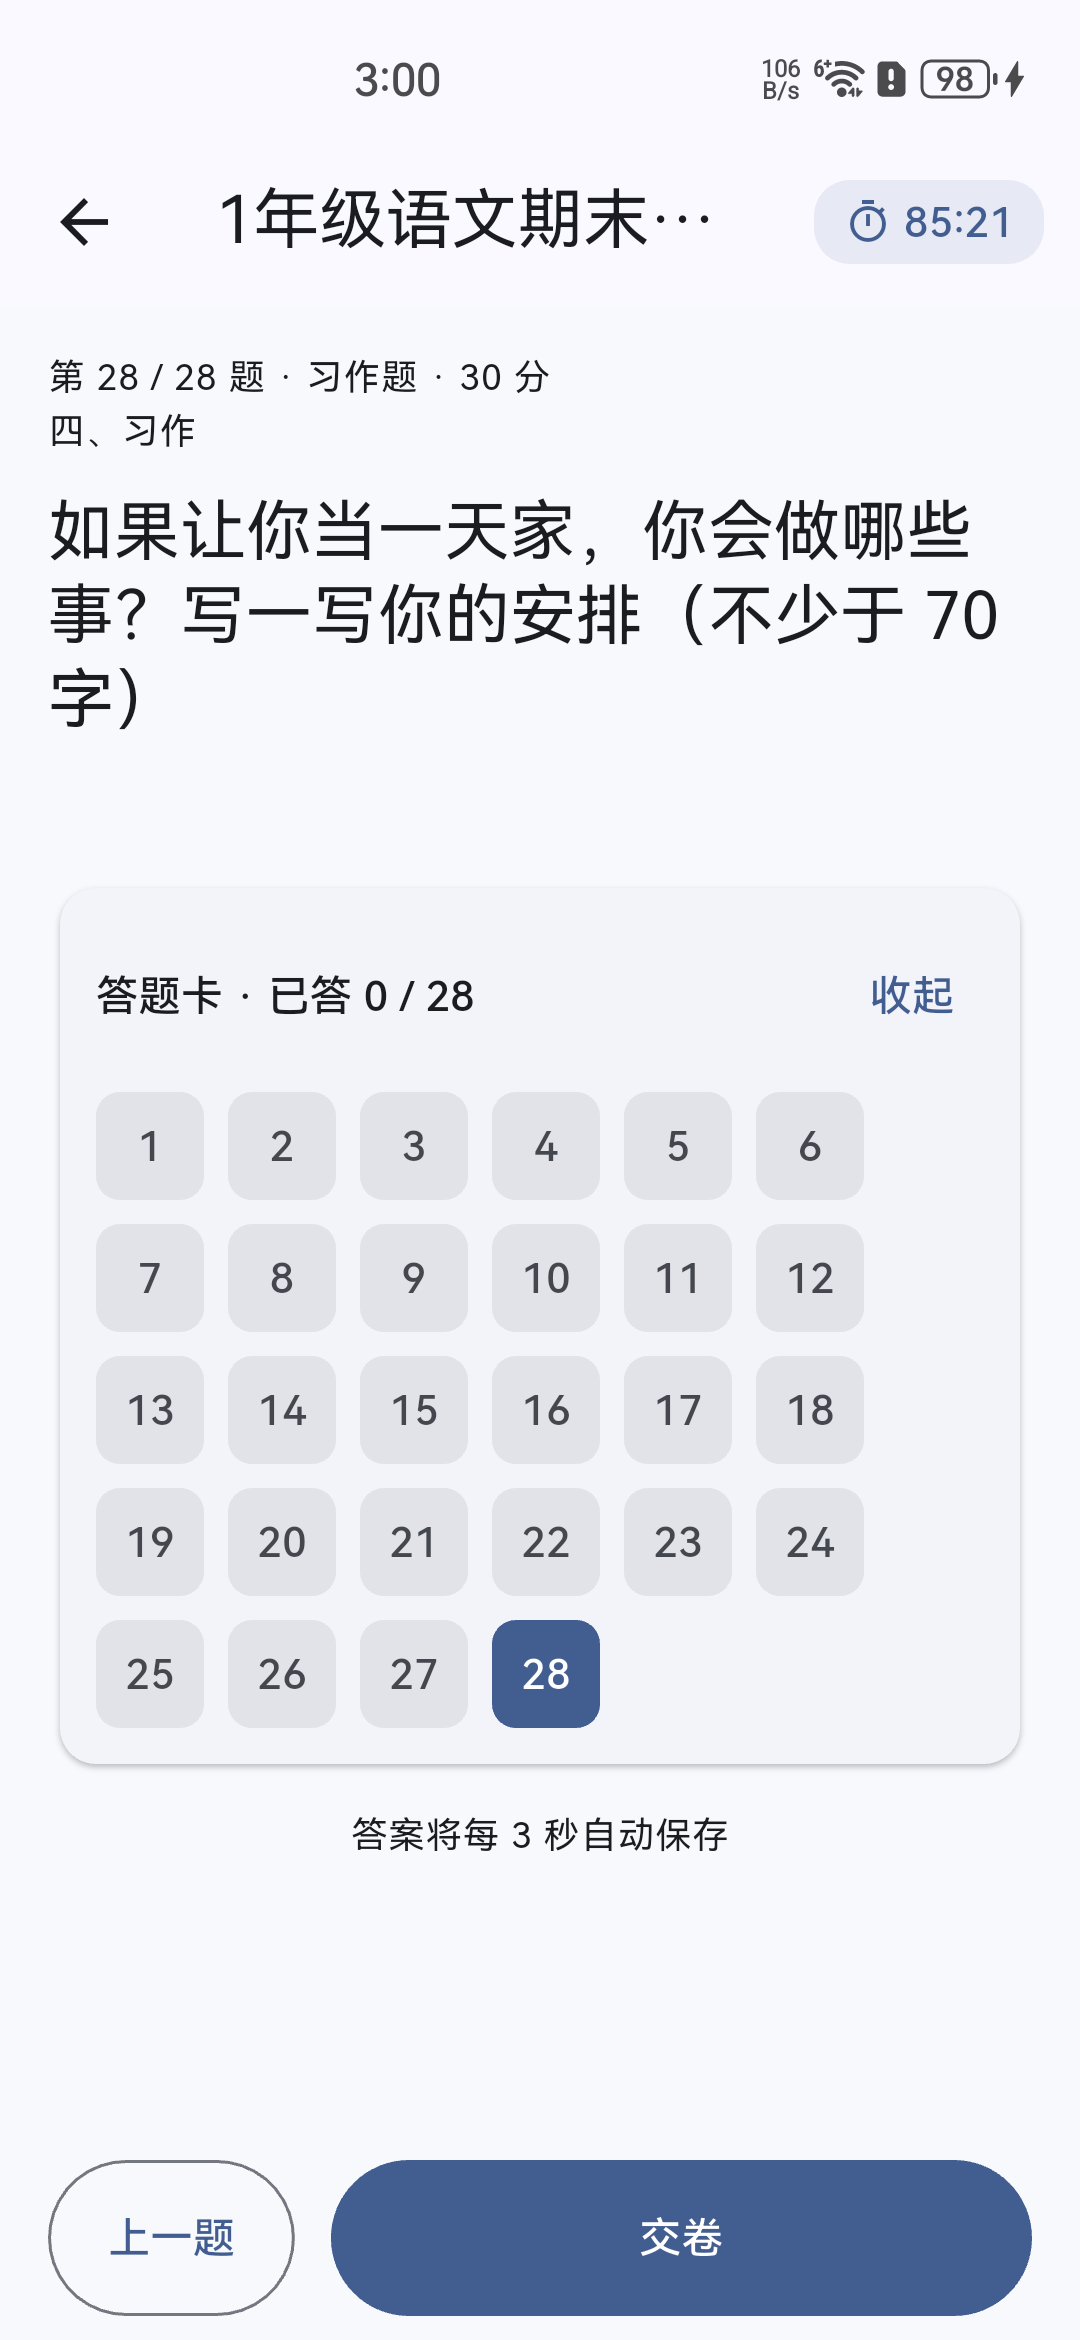 3:00
106
B/s
6+
98
1年级语文期末···
85:21
第 28 / 28 题 · 习作题 · 30 分
四、习作
如果让你当一天家，你会做哪些
事？写一写你的安排（不少于 70
字）
答题卡 · 已答 0 / 28
收起
1 2 3 4 5 6
7 8 9 10 11 12
13 14 15 16 17 18
19 20 21 22 23 24
25 26 27 28
答案将每 3 秒自动保存
上一题
交卷